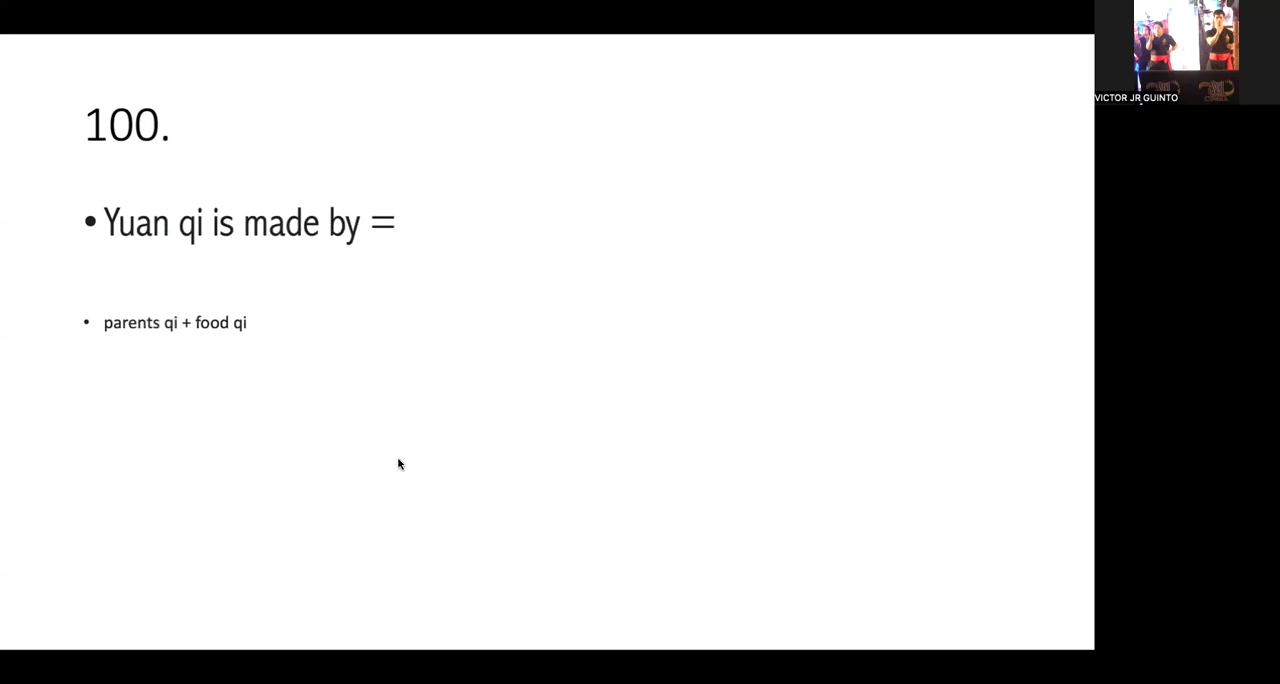 100.
• Yuan qi is made by =
• parents qi + food qi
VICTOR JR GUINTO